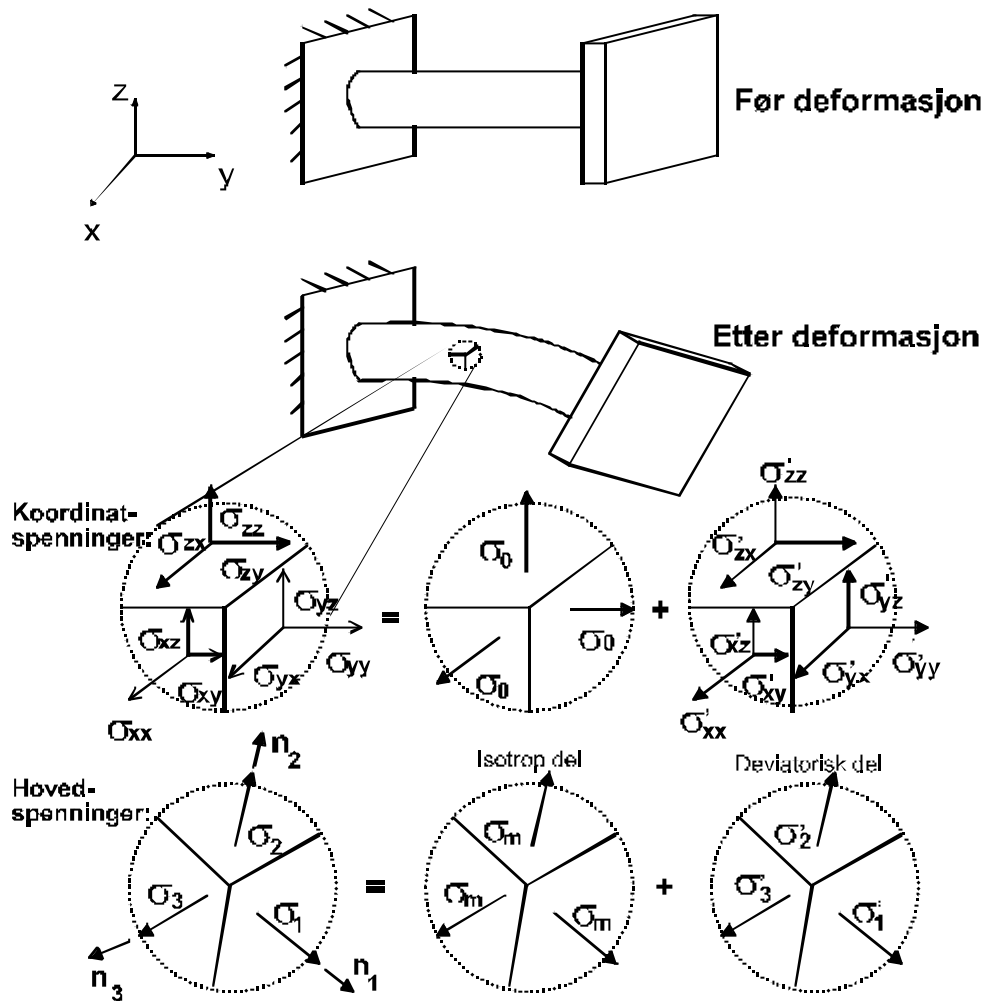 Før deformasjon
z
y
x
Etter deformasjon
Koordinat-
spenninger:
σzz
σzx
σzy
σyz
σxz
σyy
σyx
σxy
σxx
=
σ0
σ0
σ0
+
σ'zz
σ'zx
σ'zy
σ'yz
σ'xz
σ'yy
σ'yx
σ'xy
σ'xx
Hoved-
spenninger:
n2
σ2
σ3
σ1
n3
n1
=
Isotrop del
σm
σm
σm
+
Deviatorisk del
σ'2
σ'3
σ'1